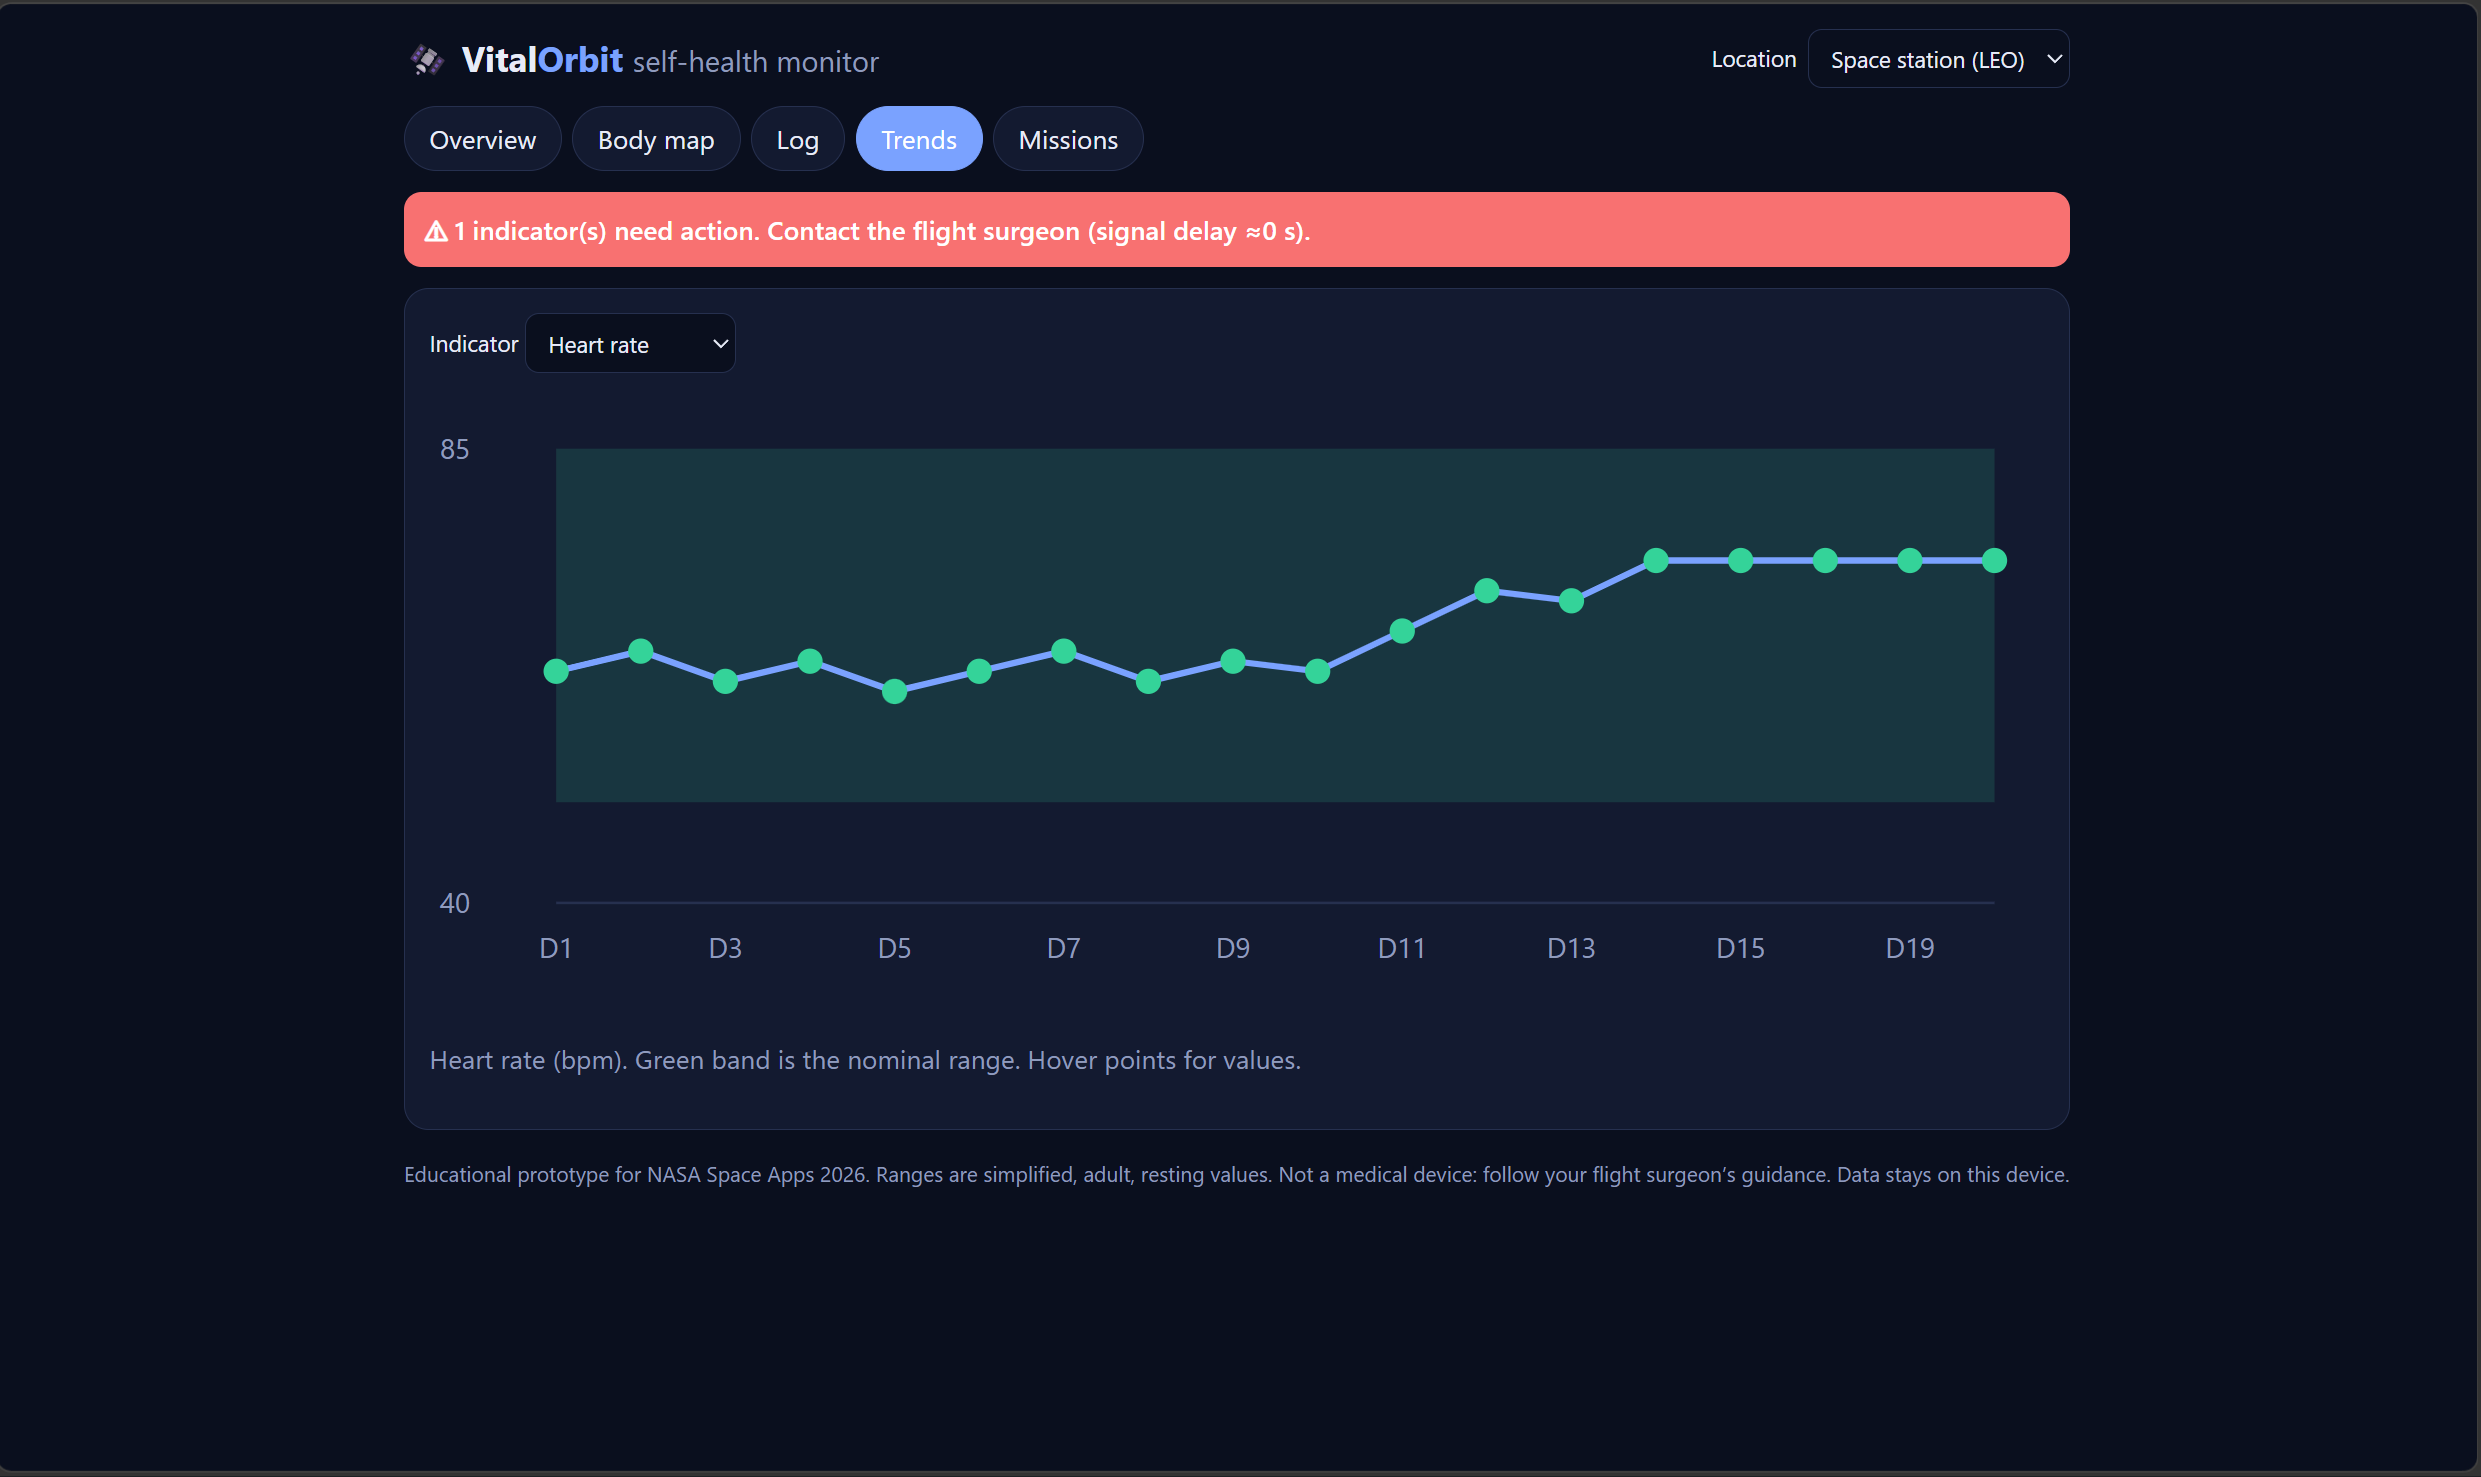 VitalOrbit self-health monitor
Location Space station (LEO)
Overview Body map Log Trends Missions
⚠ 1 indicator(s) need action. Contact the flight surgeon (signal delay ≈0 s).
Indicator Heart rate
85
40
D1 D3 D5 D7 D9 D11 D13 D15 D19
Heart rate (bpm). Green band is the nominal range. Hover points for values.
Educational prototype for NASA Space Apps 2026. Ranges are simplified, adult, resting values. Not a medical device: follow your flight surgeon’s guidance. Data stays on this device.